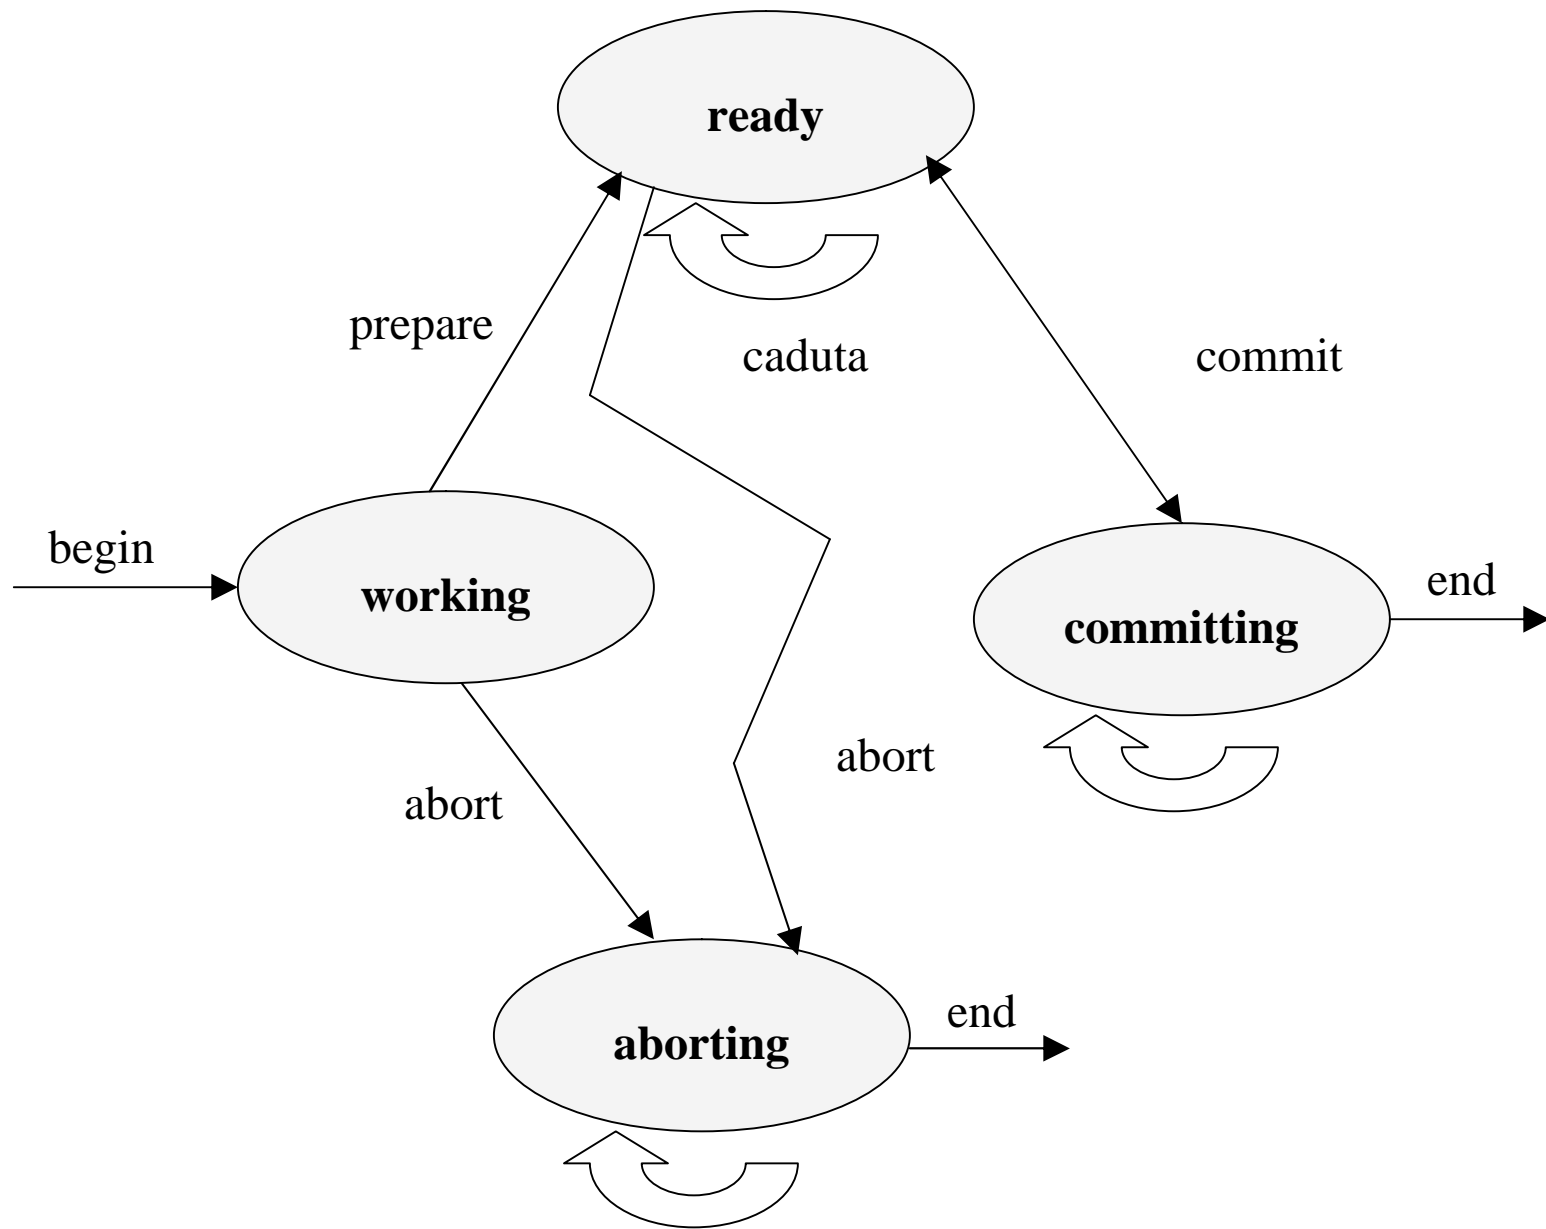 ready
prepare
caduta
commit
begin
working
end
committing
abort
abort
end
aborting